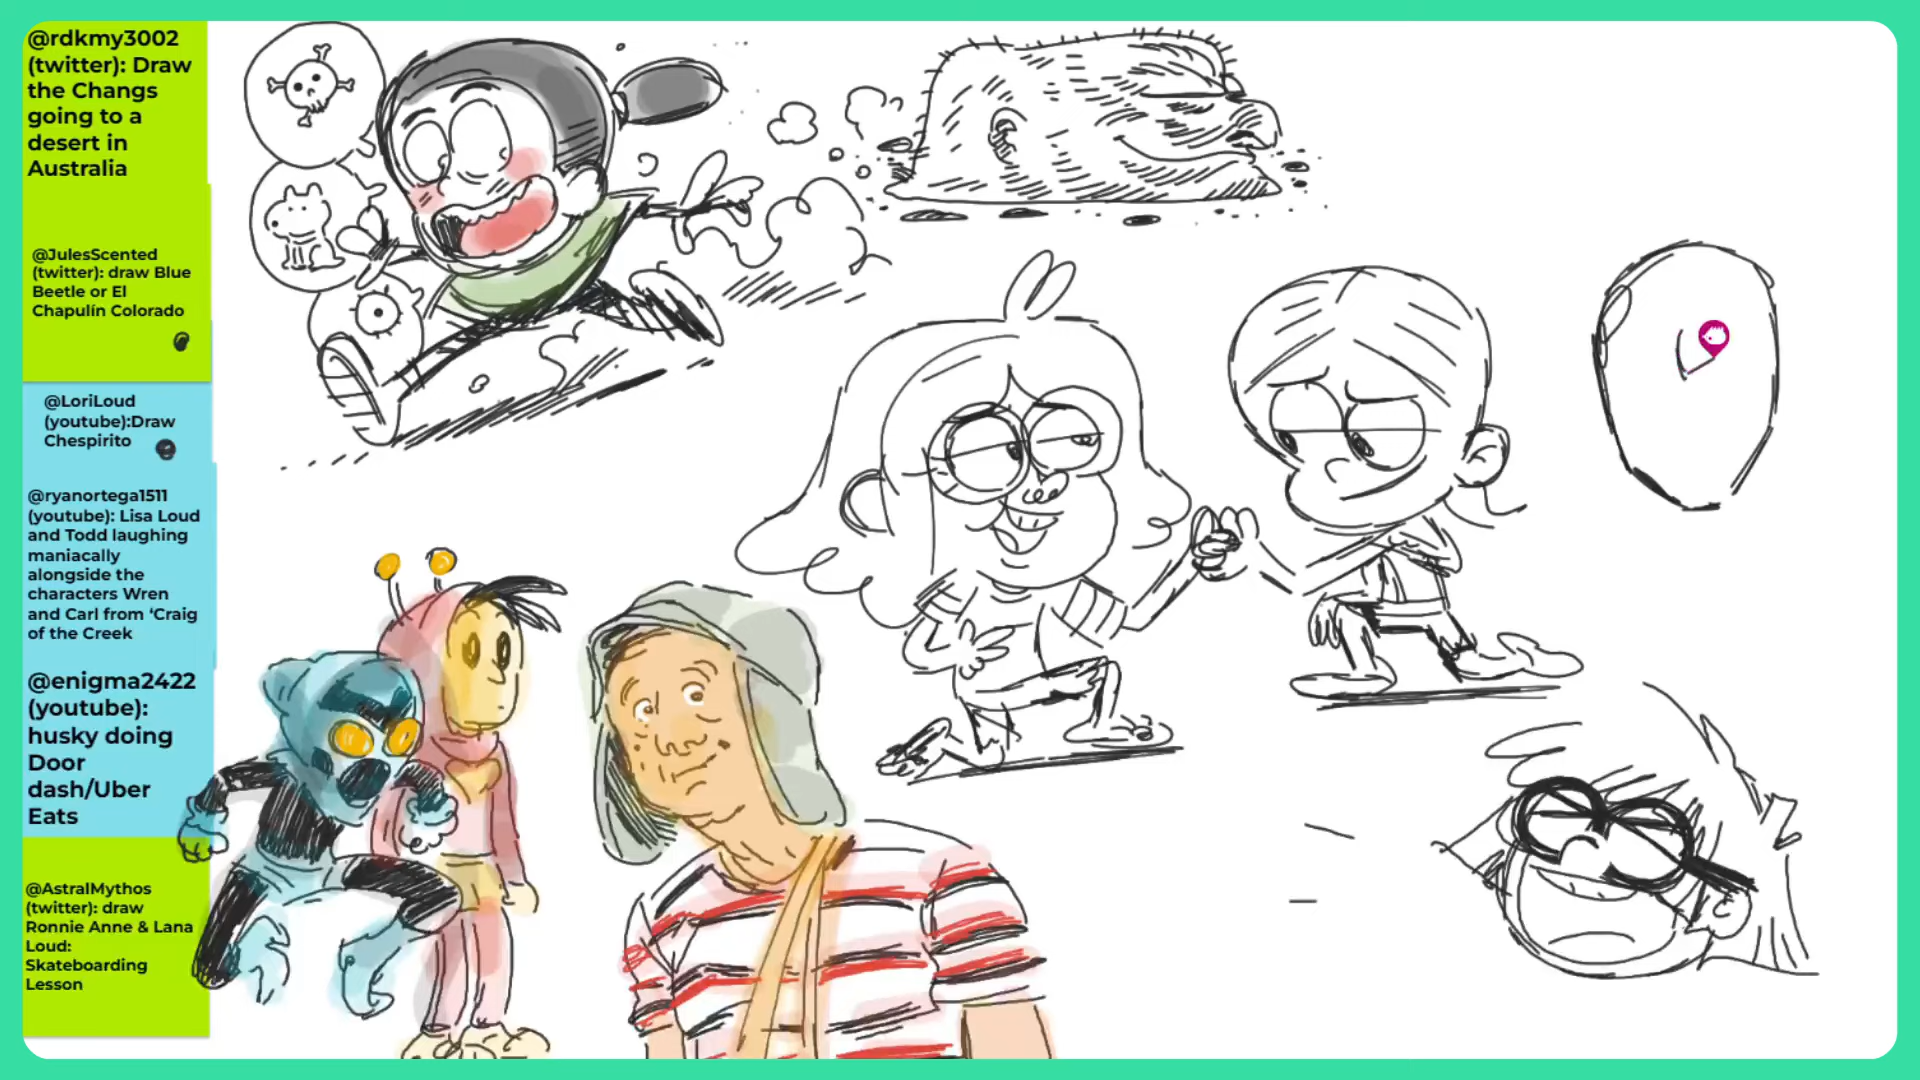 @rdkmy3002
(twitter): Draw
the Changs
going to a
desert in
Australia
@JulesScented
(twitter): draw Blue
Beetle or El
Chapulín Colorado
@LoriLoud
(youtube):Draw
Chespirito
@ryanortega1511
(youtube): Lisa Loud
and Todd laughing
maniacally
alongside the
characters Wren
and Carl from ‘Craig
of the Creek
@enigma2422
(youtube):
husky doing
Door
dash/Uber
Eats
@AstralMythos
(twitter): draw
Ronnie Anne & Lana
Loud:
Skateboarding
Lesson